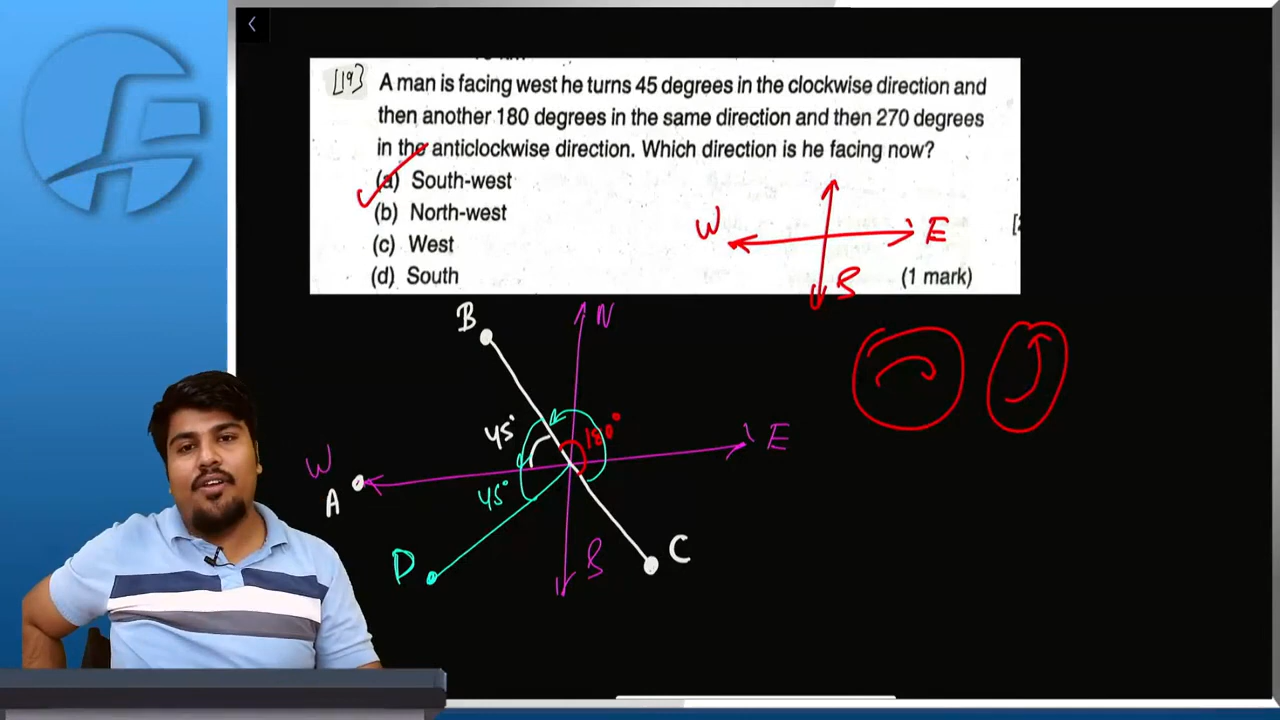 [19] A man is facing west he turns 45 degrees in the clockwise direction and
then another 180 degrees in the same direction and then 270 degrees
in the anticlockwise direction. Which direction is he facing now?
(a) South-west
(b) North-west
(c) West
(d) South
(1 mark)
W
E
S
B
N
45°
180°
E
W
A
45°
D
S
C